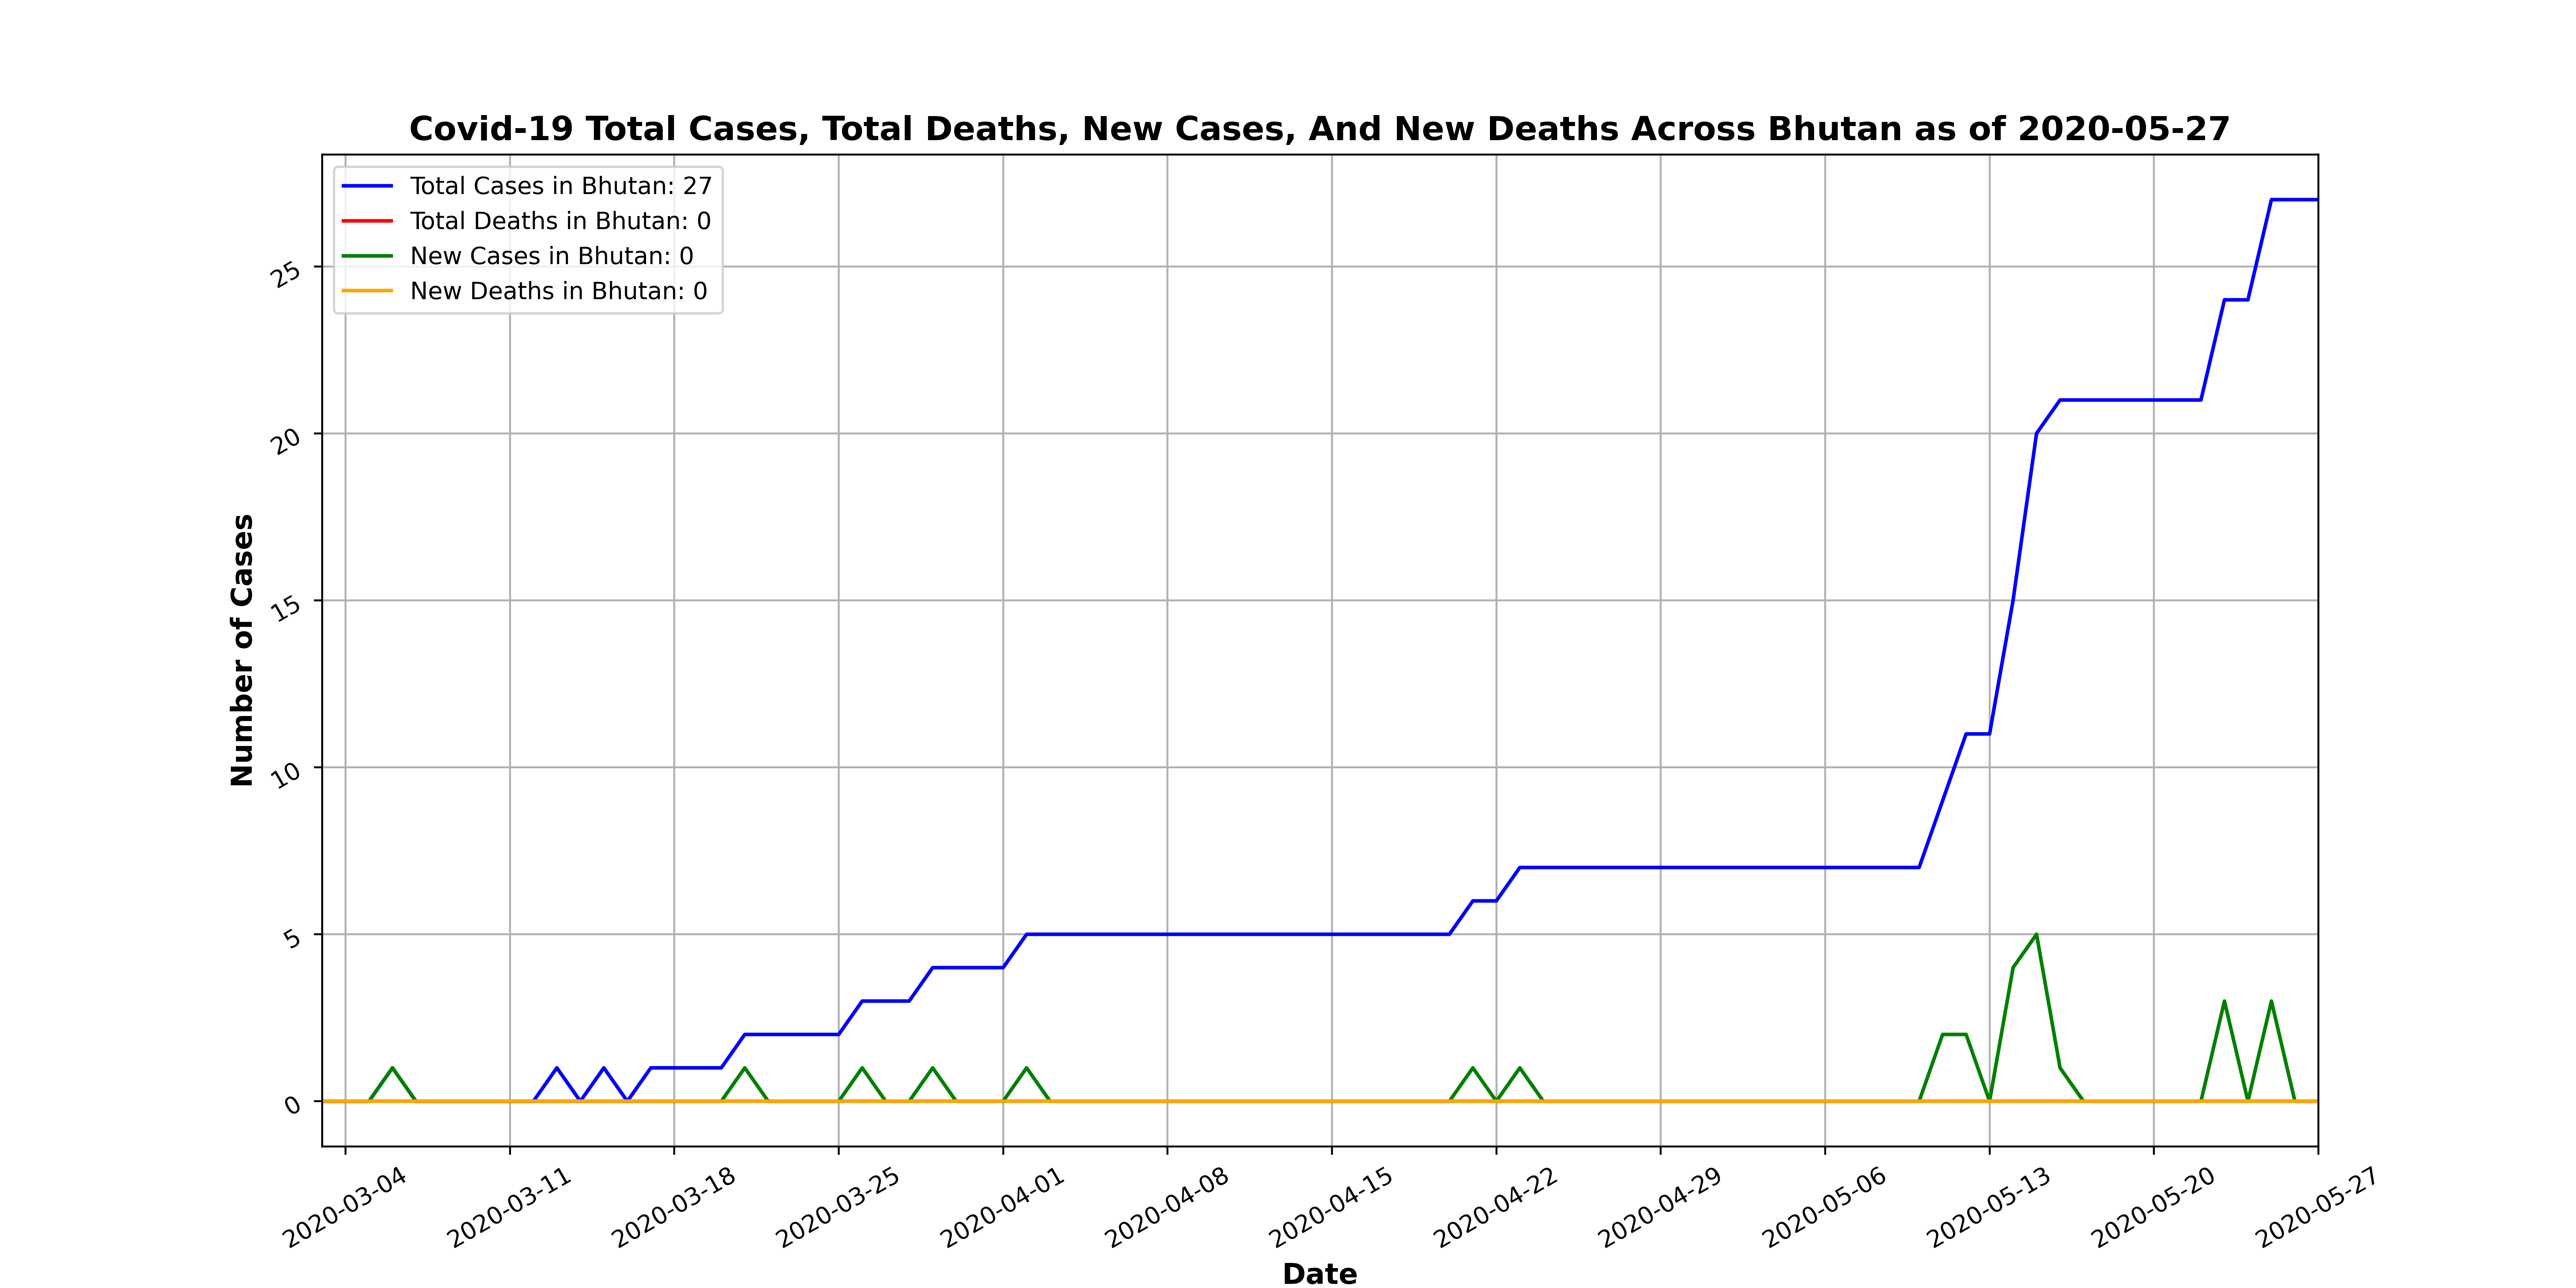 Covid-19 Total Cases, Total Deaths, New Cases, And New Deaths Across Bhutan as of 2020-05-27
Total Cases in Bhutan: 27
Total Deaths in Bhutan: 0
New Cases in Bhutan: 0
New Deaths in Bhutan: 0
Number of Cases
25
20
15
10
5
0
2020-03-04
2020-03-11
2020-03-18
2020-03-25
2020-04-01
2020-04-08
2020-04-15
2020-04-22
2020-04-29
2020-05-06
2020-05-13
2020-05-20
2020-05-27
Date